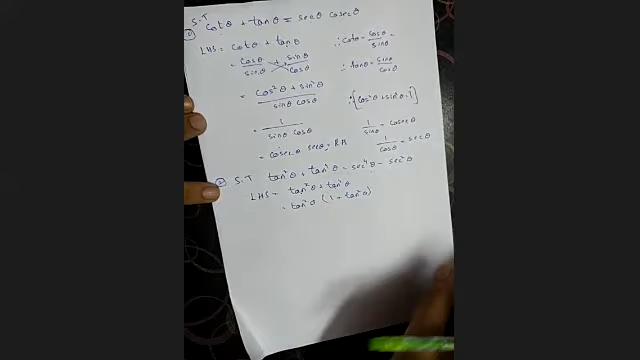 S.T
① cotθ + tanθ = secθ cosecθ
LHS = cotθ + tanθ ∴ cotθ = cosθ/sinθ =
= cosθ/sinθ + sinθ/cosθ ∴ tanθ = sinθ/cosθ
= cos²θ + sin²θ / sinθ cosθ ∴ [cos²θ + sin²θ = 1]
= 1/sinθ cosθ 1/sinθ = cosecθ
= cosecθ secθ = RH 1/cosθ = secθ
② S.T tan²θ + tan⁴θ = sec⁴θ - sec²θ
LHS = tan²θ + tan⁴θ
= tan²θ (1 + tan²θ)